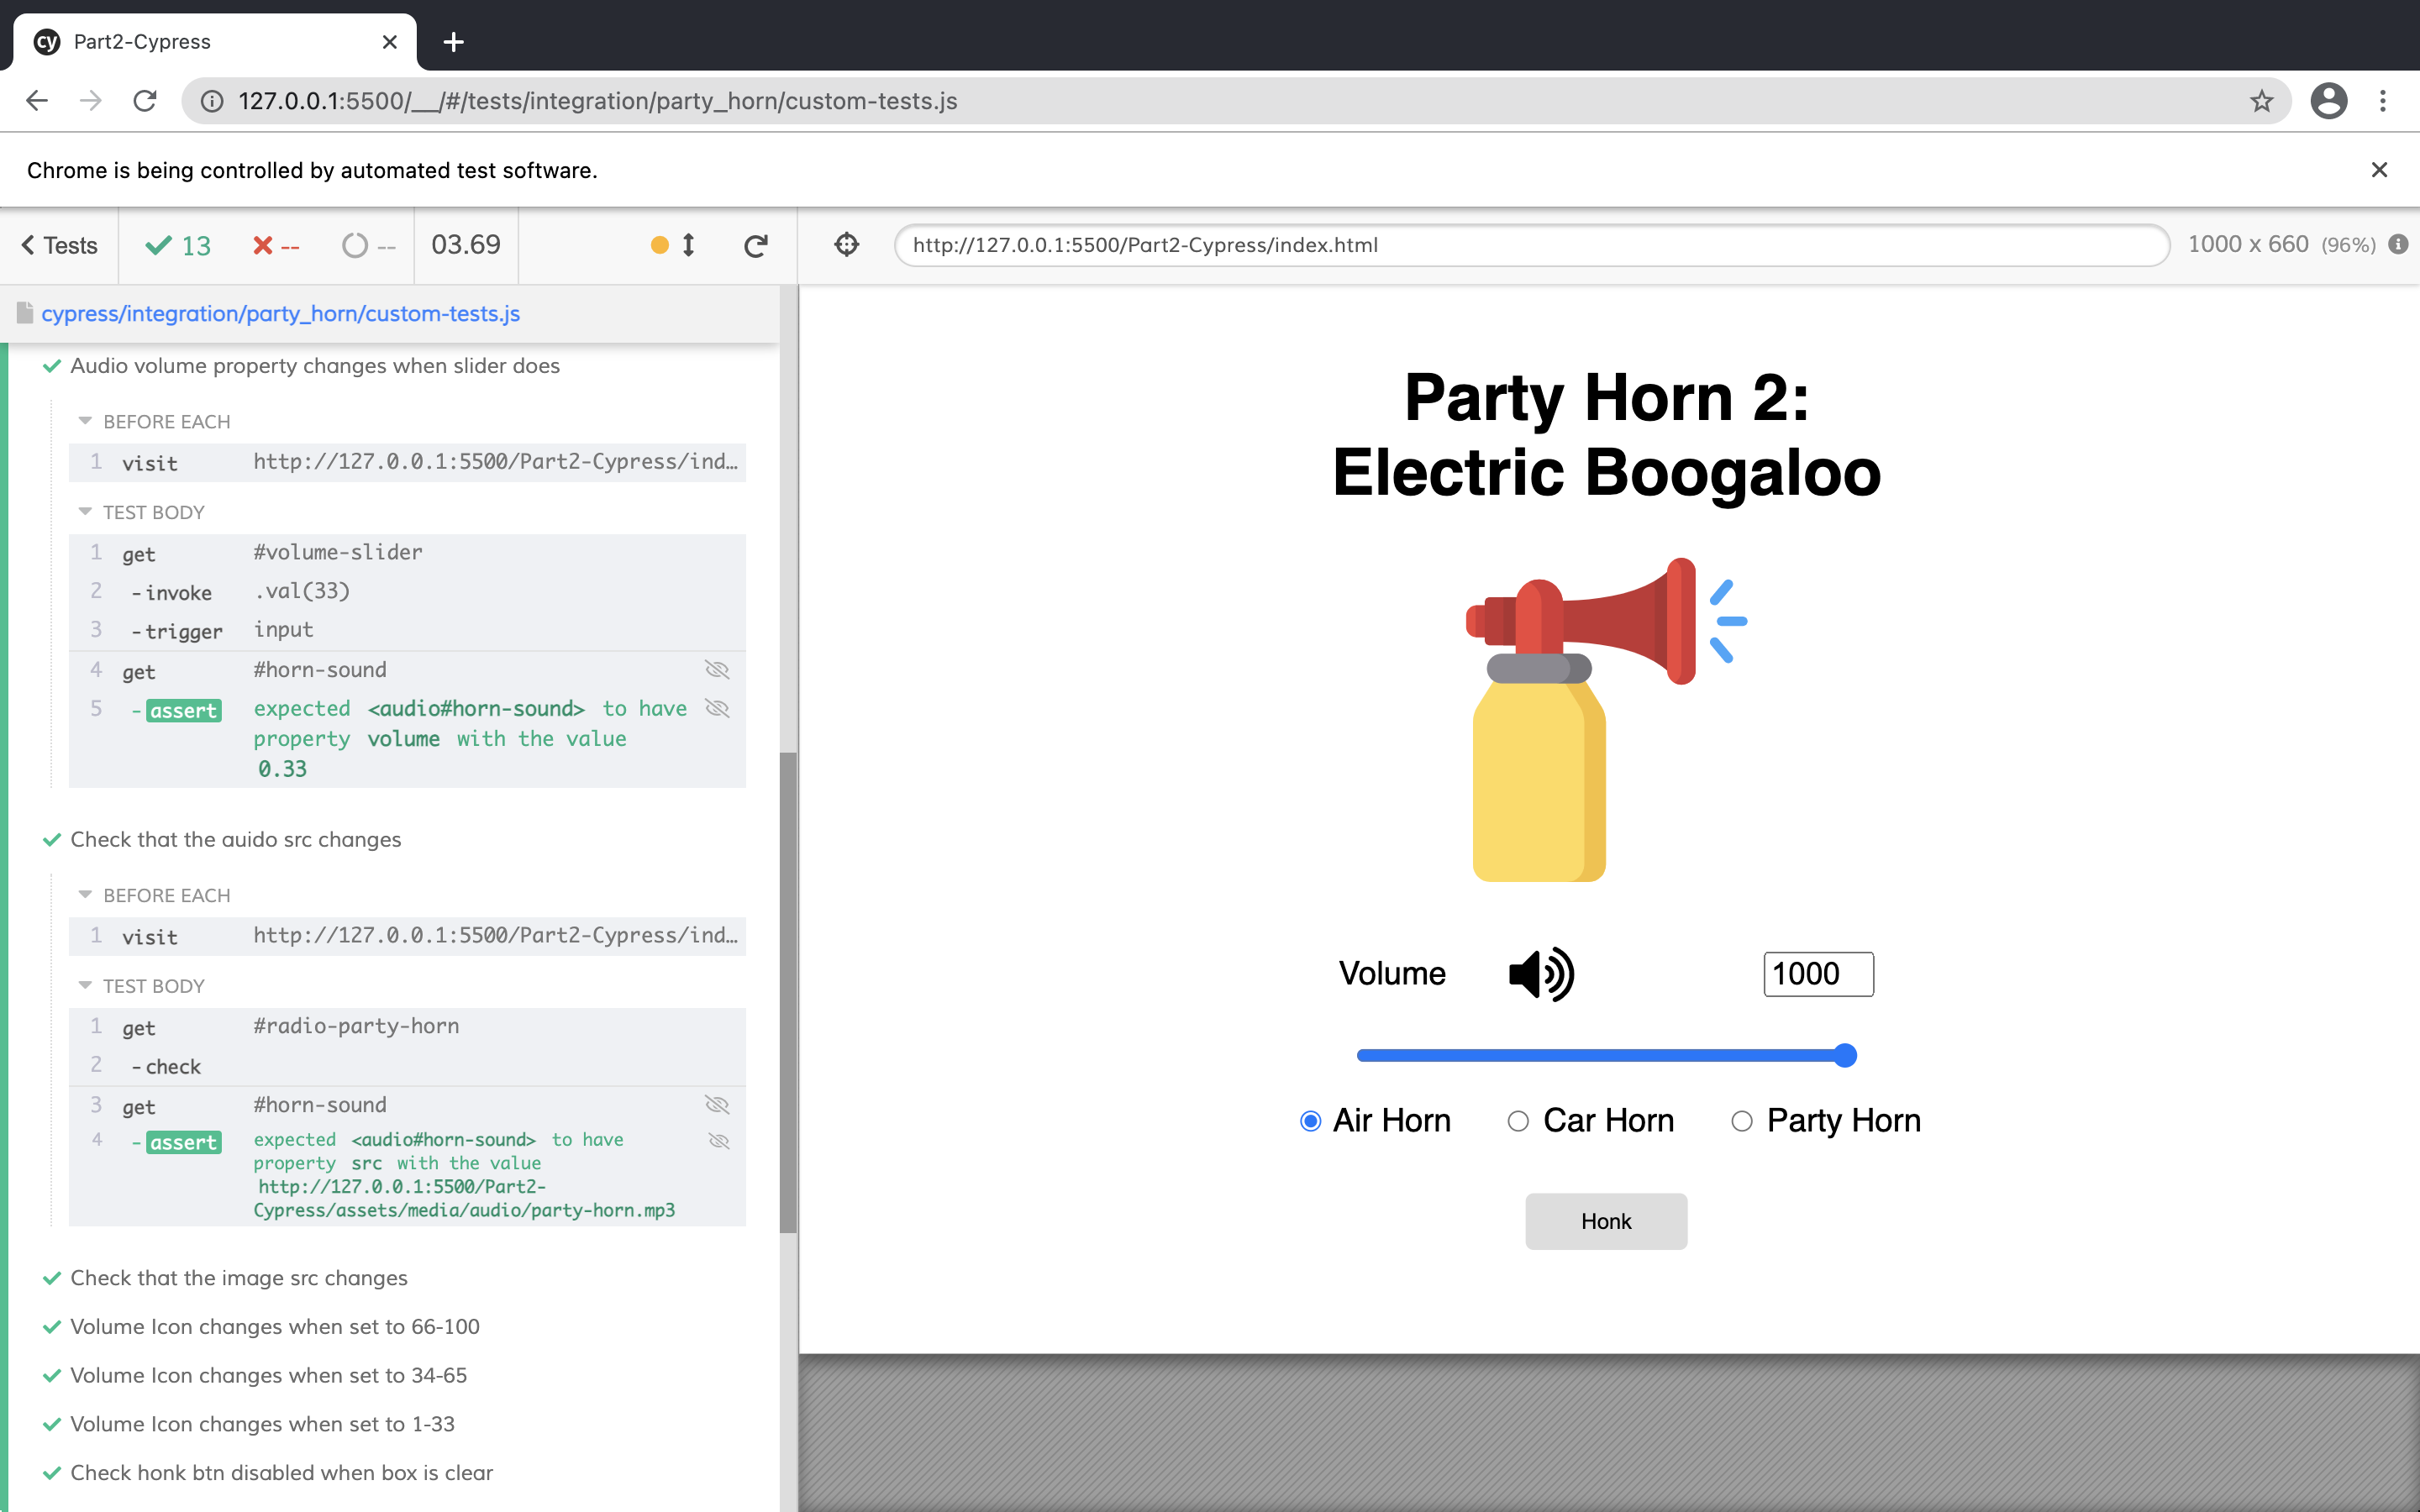 cy Part2-Cypress
127.0.0.1:5500/__/#/tests/integration/party_horn/custom-tests.js
Chrome is being controlled by automated test software.
Tests 13 -- -- 03.69
http://127.0.0.1:5500/Part2-Cypress/index.html 1000 x 660 (96%)
cypress/integration/party_horn/custom-tests.js
Audio volume property changes when slider does
BEFORE EACH
1 visit http://127.0.0.1:5500/Part2-Cypress/ind…
TEST BODY
1 get #volume-slider
2 -invoke .val(33)
3 -trigger input
4 get #horn-sound
5 -assert expected <audio#horn-sound> to have
property volume with the value
0.33
Check that the auido src changes
BEFORE EACH
1 visit http://127.0.0.1:5500/Part2-Cypress/ind…
TEST BODY
1 get #radio-party-horn
2 -check
3 get #horn-sound
4 -assert expected <audio#horn-sound> to have
property src with the value
http://127.0.0.1:5500/Part2-
Cypress/assets/media/audio/party-horn.mp3
Check that the image src changes
Volume Icon changes when set to 66-100
Volume Icon changes when set to 34-65
Volume Icon changes when set to 1-33
Check honk btn disabled when box is clear
Party Horn 2:
Electric Boogaloo
Volume 1000
Air Horn Car Horn Party Horn
Honk